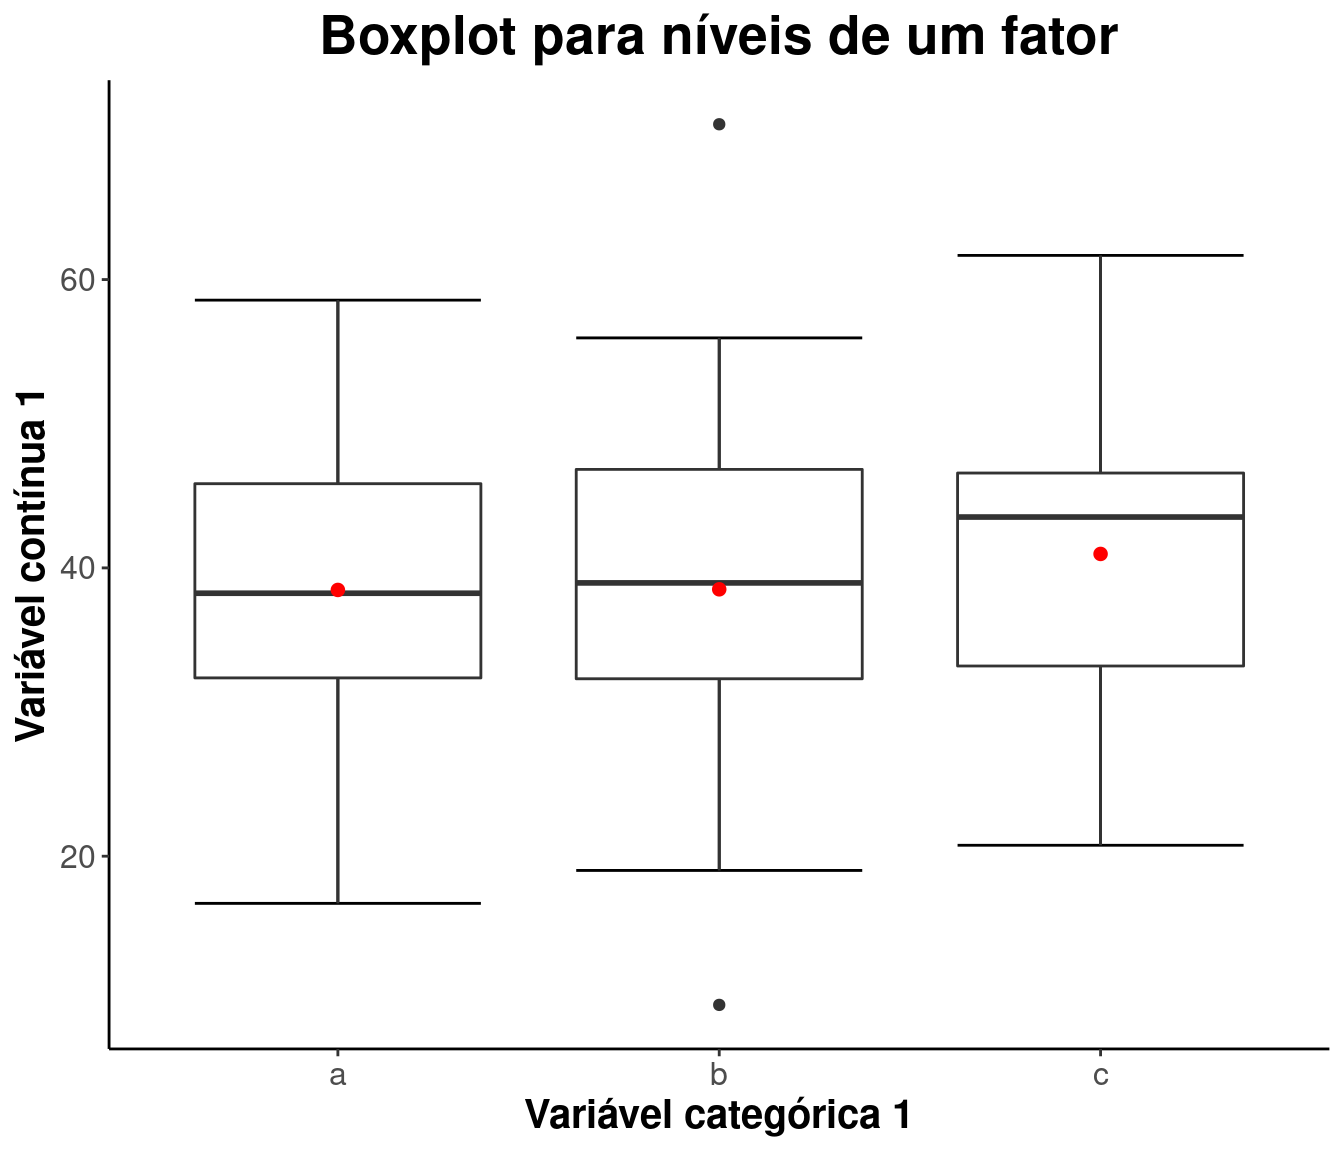 Boxplot para níveis de um fator
Variável contínua 1
60
40
20
a
b
c
Variável categórica 1